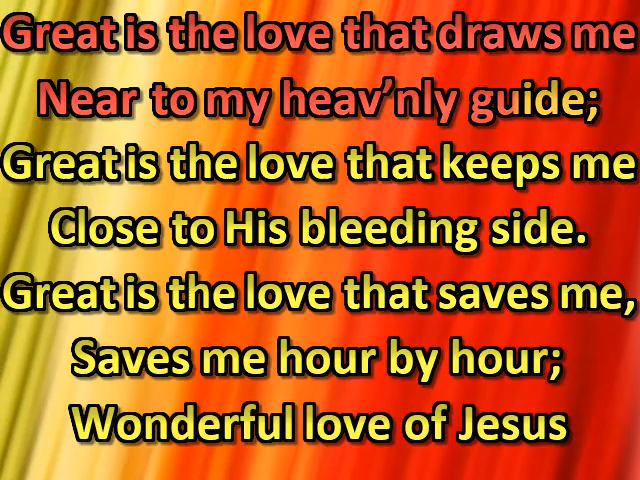 Great is the love that draws me
Near to my heav’nly guide;
Great is the love that keeps me
Close to His bleeding side.
Great is the love that saves me,
Saves me hour by hour;
Wonderful love of Jesus